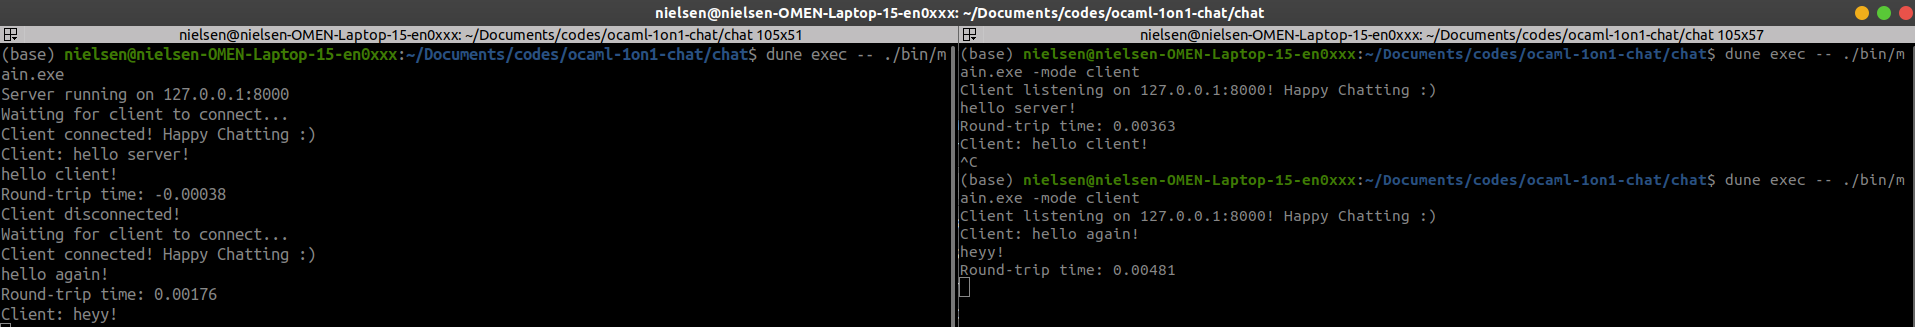 nielsen@nielsen-OMEN-Laptop-15-en0xxx: ~/Documents/codes/ocaml-1on1-chat/chat
nielsen@nielsen-OMEN-Laptop-15-en0xxx: ~/Documents/codes/ocaml-1on1-chat/chat 105x51
(base) nielsen@nielsen-OMEN-Laptop-15-en0xxx:~/Documents/codes/ocaml-1on1-chat/chat$ dune exec -- ./bin/m
ain.exe
Server running on 127.0.0.1:8000
Waiting for client to connect...
Client connected! Happy Chatting :)
Client: hello server!
hello client!
Round-trip time: -0.00038
Client disconnected!
Waiting for client to connect...
Client connected! Happy Chatting :)
hello again!
Round-trip time: 0.00176
Client: heyy!
nielsen@nielsen-OMEN-Laptop-15-en0xxx: ~/Documents/codes/ocaml-1on1-chat/chat 105x57
(base) nielsen@nielsen-OMEN-Laptop-15-en0xxx:~/Documents/codes/ocaml-1on1-chat/chat$ dune exec -- ./bin/m
ain.exe -mode client
Client listening on 127.0.0.1:8000! Happy Chatting :)
hello server!
Round-trip time: 0.00363
Client: hello client!
^C
(base) nielsen@nielsen-OMEN-Laptop-15-en0xxx:~/Documents/codes/ocaml-1on1-chat/chat$ dune exec -- ./bin/m
ain.exe -mode client
Client listening on 127.0.0.1:8000! Happy Chatting :)
Client: hello again!
heyy!
Round-trip time: 0.00481